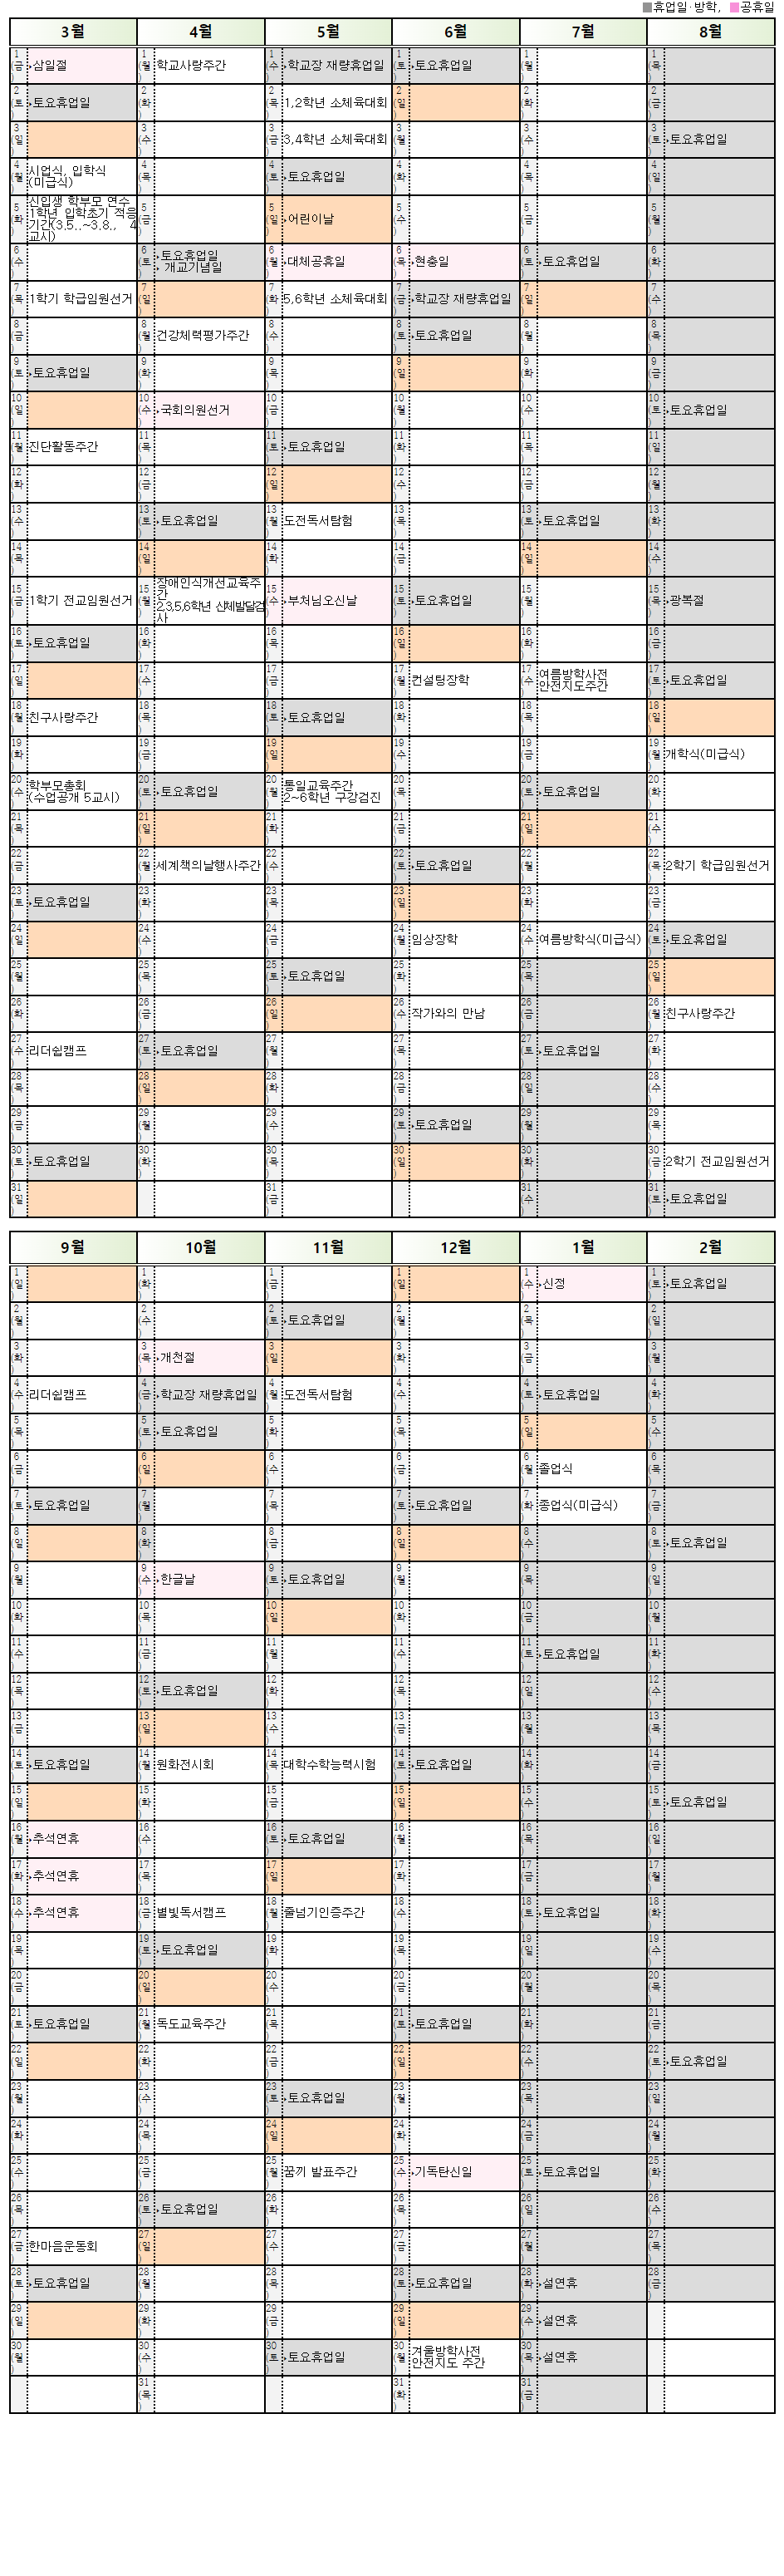 휴업일·방학, 공휴일
3월 4월 5월 6월 7월 8월
1(금) 삼일절 1(월) 학교사랑주간 1(수) 학교장 재량휴업일 1(토) 토요휴업일 1(월) 1(목)
2(토) 토요휴업일 2(화) 2(목) 1,2학년 소체육대회 2(일) 2(화) 2(금)
3(일) 3(수) 3(금) 3,4학년 소체육대회 3(월) 3(수) 3(토) 토요휴업일
4(월) 시업식, 입학식 (미급식) 4(목) 4(토) 토요휴업일 4(화) 4(목) 4(일)
5(화) 신입생 학부모 연수 1학년 입학초기 적응기간(3.5..~3.8., 4교시) 5(금) 5(일) 어린이날 5(수) 5(금) 5(월)
6(수) 6(토) 토요휴업일 개교기념일 6(월) 대체공휴일 6(목) 현충일 6(토) 토요휴업일 6(화)
7(목) 1학기 학급임원선거 7(일) 7(화) 5,6학년 소체육대회 7(금) 학교장 재량휴업일 7(일) 7(수)
8(금) 8(월) 건강체력평가주간 8(수) 8(토) 토요휴업일 8(월) 8(목)
9(토) 토요휴업일 9(화) 9(목) 9(일) 9(화) 9(금)
10(일) 10(수) 국회의원선거 10(금) 10(월) 10(수) 10(토) 토요휴업일
11(월) 진단활동주간 11(목) 11(토) 토요휴업일 11(화) 11(목) 11(일)
12(화) 12(금) 12(일) 12(수) 12(금) 12(월)
13(수) 13(토) 토요휴업일 13(월) 도전독서탐험 13(목) 13(토) 토요휴업일 13(화)
14(목) 14(일) 14(화) 14(금) 14(일) 14(수)
15(금) 1학기 전교임원선거 15(월) 장애인식개선교육주간 2,3,5,6학년 신체발달검사 15(수) 부처님오신날 15(토) 토요휴업일 15(월) 15(목) 광복절
16(토) 토요휴업일 16(화) 16(목) 16(일) 16(화) 16(금)
17(일) 17(수) 17(금) 17(월) 컨설팅장학 17(수) 여름방학사전 안전지도주간 17(토) 토요휴업일
18(월) 친구사랑주간 18(목) 18(토) 토요휴업일 18(화) 18(목) 18(일)
19(화) 19(금) 19(일) 19(수) 19(금) 19(월) 개학식(미급식)
20(수) 학부모총회 (수업공개 5교시) 20(토) 토요휴업일 20(월) 통일교육주간 2~6학년 구강검진 20(목) 20(토) 토요휴업일 20(화)
21(목) 21(일) 21(화) 21(금) 21(일) 21(수)
22(금) 22(월) 세계책의날행사주간 22(수) 22(토) 토요휴업일 22(월) 22(목) 2학기 학급임원선거
23(토) 토요휴업일 23(화) 23(목) 23(일) 23(화) 23(금)
24(일) 24(수) 24(금) 24(월) 임상장학 24(수) 여름방학식(미급식) 24(토) 토요휴업일
25(월) 25(목) 25(토) 토요휴업일 25(화) 25(목) 25(일)
26(화) 26(금) 26(일) 26(수) 작가와의 만남 26(금) 26(월) 친구사랑주간
27(수) 리더쉽캠프 27(토) 토요휴업일 27(월) 27(목) 27(토) 토요휴업일 27(화)
28(목) 28(일) 28(화) 28(금) 28(일) 28(수)
29(금) 29(월) 29(수) 29(토) 토요휴업일 29(월) 29(목)
30(토) 토요휴업일 30(화) 30(목) 30(일) 30(화) 30(금) 2학기 전교임원선거
31(일) 31(금) 31(수) 31(토) 토요휴업일
9월 10월 11월 12월 1월 2월
1(일) 1(화) 1(금) 1(일) 1(수) 신정 1(토) 토요휴업일
2(월) 2(수) 2(토) 토요휴업일 2(월) 2(목) 2(일)
3(화) 3(목) 개천절 3(일) 3(화) 3(금) 3(월)
4(수) 리더쉽캠프 4(금) 학교장 재량휴업일 4(월) 도전독서탐험 4(수) 4(토) 토요휴업일 4(화)
5(목) 5(토) 토요휴업일 5(화) 5(목) 5(일) 5(수)
6(금) 6(일) 6(수) 6(금) 6(월) 졸업식 6(목)
7(토) 토요휴업일 7(월) 7(목) 7(토) 토요휴업일 7(화) 종업식(미급식) 7(금)
8(일) 8(화) 8(금) 8(일) 8(수) 8(토) 토요휴업일
9(월) 9(수) 한글날 9(토) 토요휴업일 9(월) 9(목) 9(일)
10(화) 10(목) 10(일) 10(화) 10(금) 10(월)
11(수) 11(금) 11(월) 11(수) 11(토) 토요휴업일 11(화)
12(목) 12(토) 토요휴업일 12(화) 12(목) 12(일) 12(수)
13(금) 13(일) 13(수) 13(금) 13(월) 13(목)
14(토) 토요휴업일 14(월) 원화전시회 14(목) 대학수학능력시험 14(토) 토요휴업일 14(화) 14(금)
15(일) 15(화) 15(금) 15(일) 15(수) 15(토) 토요휴업일
16(월) 추석연휴 16(수) 16(토) 토요휴업일 16(월) 16(목) 16(일)
17(화) 추석연휴 17(목) 17(일) 17(화) 17(금) 17(월)
18(수) 추석연휴 18(금) 별빛독서캠프 18(월) 줄넘기인증주간 18(수) 18(토) 토요휴업일 18(화)
19(목) 19(토) 토요휴업일 19(화) 19(목) 19(일) 19(수)
20(금) 20(일) 20(수) 20(금) 20(월) 20(목)
21(토) 토요휴업일 21(월) 독도교육주간 21(목) 21(토) 토요휴업일 21(화) 21(금)
22(일) 22(화) 22(금) 22(일) 22(수) 22(토) 토요휴업일
23(월) 23(수) 23(토) 토요휴업일 23(월) 23(목) 23(일)
24(화) 24(목) 24(일) 24(화) 24(금) 24(월)
25(수) 25(금) 25(월) 꿈끼 발표주간 25(수) 기독탄신일 25(토) 토요휴업일 25(화)
26(목) 26(토) 토요휴업일 26(화) 26(목) 26(일) 26(수)
27(금) 한마음운동회 27(일) 27(수) 27(금) 27(월) 27(목)
28(토) 토요휴업일 28(월) 28(목) 28(토) 토요휴업일 28(화) 설연휴 28(금)
29(일) 29(화) 29(금) 29(일) 29(수) 설연휴
30(월) 30(수) 30(토) 토요휴업일 30(월) 겨울방학사전 안전지도 주간 30(목) 설연휴
31(목) 31(화) 31(금)